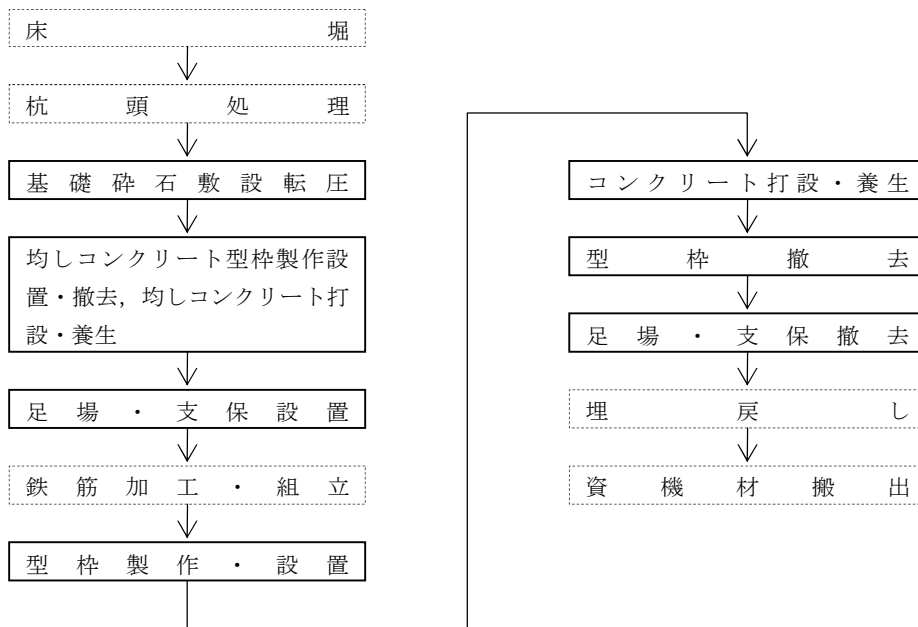 床堀
杭頭処理
基礎砕石敷設転圧
均しコンクリート型枠製作設
置・撤去，均しコンクリート打
設・養生
足場・支保設置
鉄筋加工・組立
型枠製作・設置
コンクリート打設・養生
型枠撤去
足場・支保撤去
埋戻し
資機材搬出